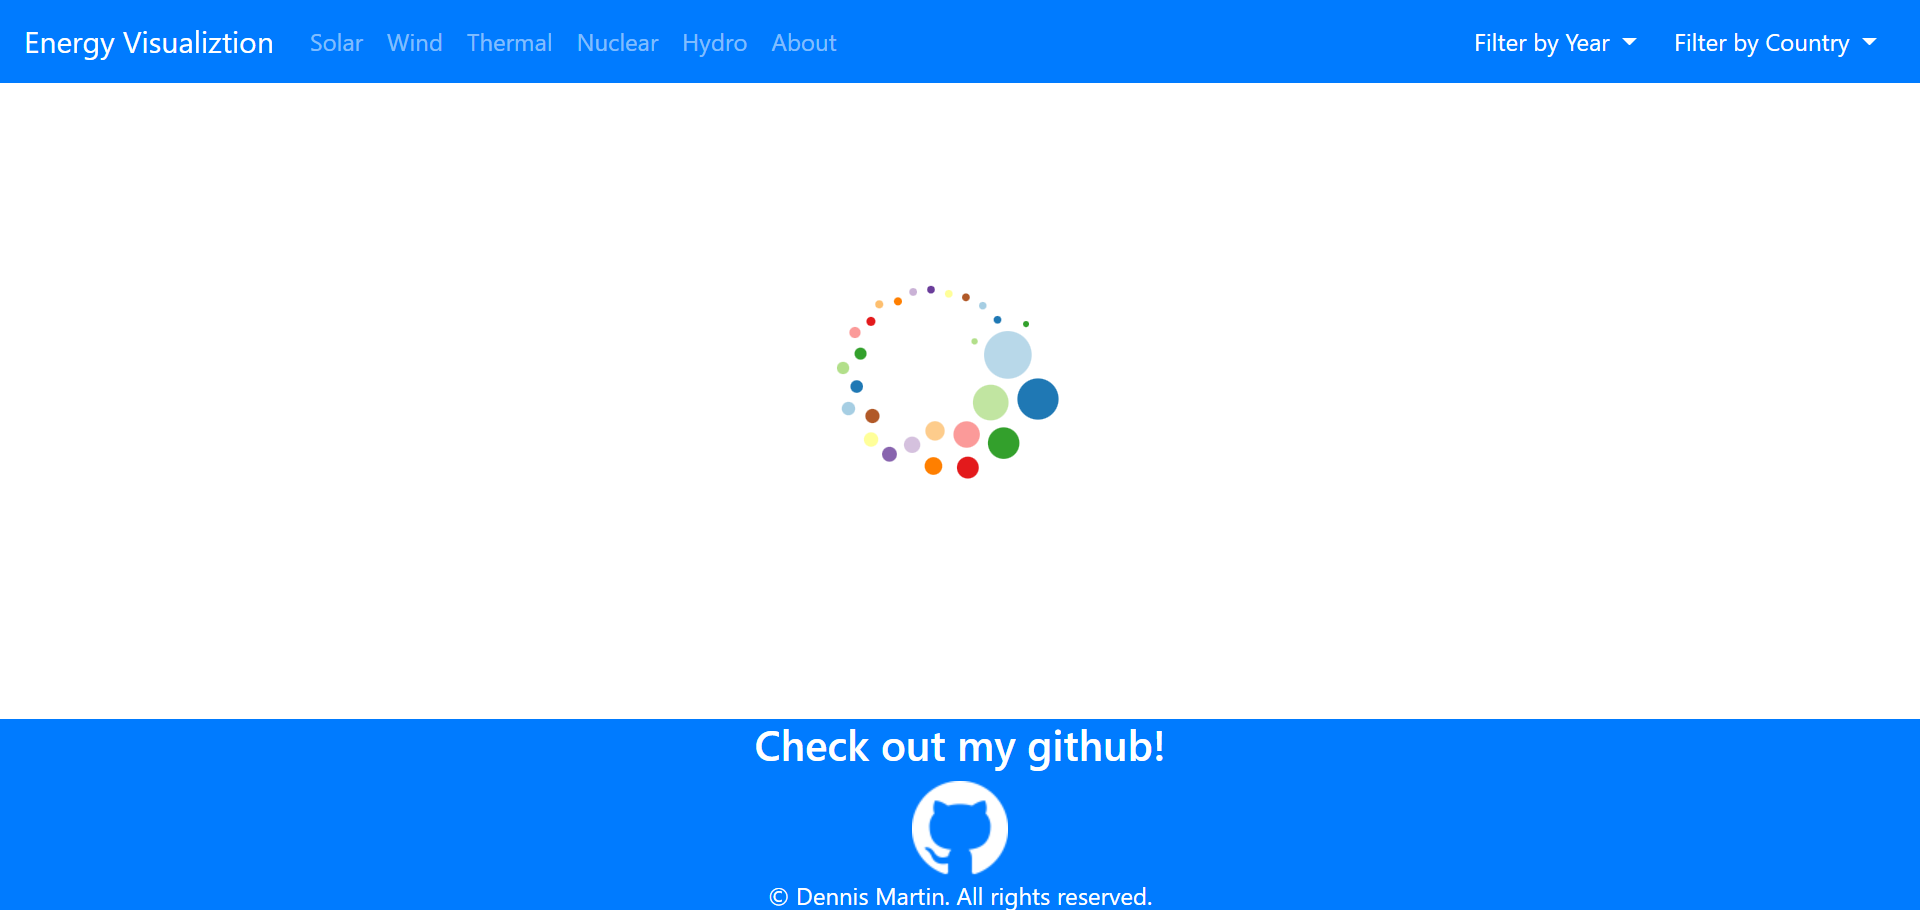 Energy Visualiztion Solar Wind Thermal Nuclear Hydro About Filter by Year Filter by Country
Check out my github!
© Dennis Martin. All rights reserved.